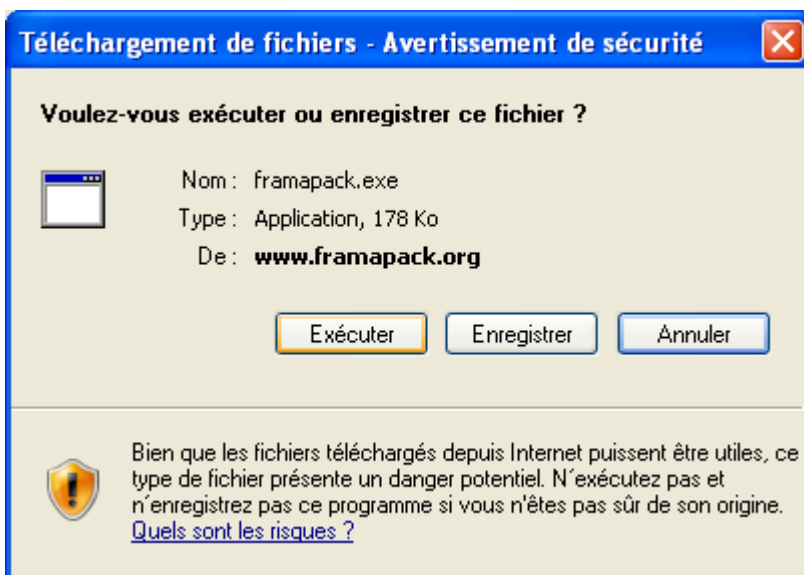 Téléchargement de fichiers - Avertissement de sécurité
Voulez-vous exécuter ou enregistrer ce fichier ?
Nom : framapack.exe
Type : Application, 178 Ko
De : www.framapack.org
Exécuter Enregistrer Annuler
Bien que les fichiers téléchargés depuis Internet puissent être utiles, ce
type de fichier présente un danger potentiel. N´exécutez pas et
n´enregistrez pas ce programme si vous n'êtes pas sûr de son origine.
Quels sont les risques ?